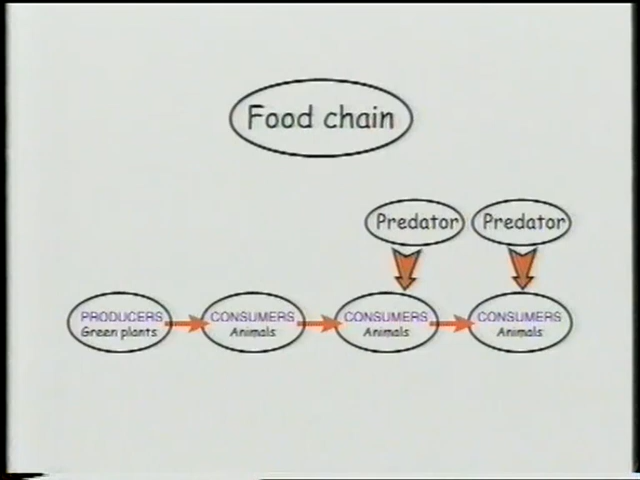 Food chain
Predator Predator
PRODUCERS CONSUMERS CONSUMERS CONSUMERS
Green plants Animals Animals Animals